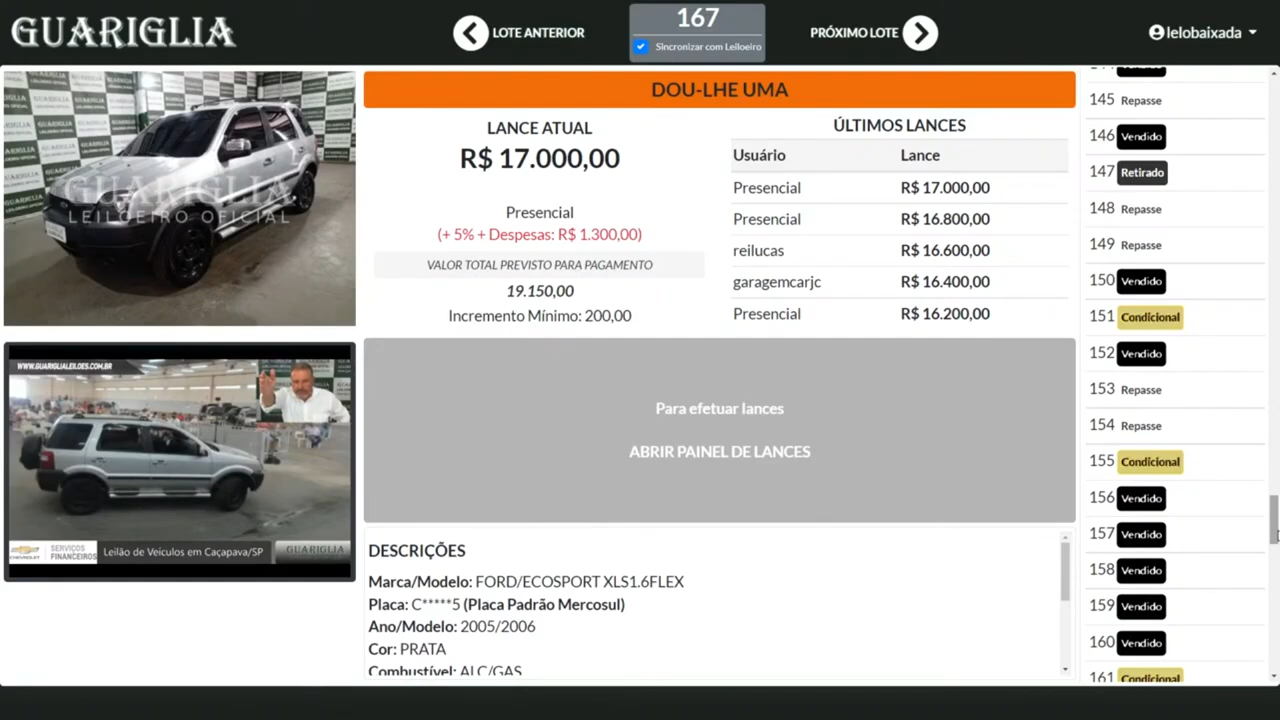 GUARIGLIA
LOTE ANTERIOR
167
Sincronizar com Leiloeiro
PRÓXIMO LOTE
lelobaixada
GUARIGLIA
LEILOEIRO OFICIAL
DOU-LHE UMA
LANCE ATUAL
R$ 17.000,00
Presencial
(+ 5% + Despesas: R$ 1.300,00)
VALOR TOTAL PREVISTO PARA PAGAMENTO
19.150,00
Incremento Mínimo: 200,00
ÚLTIMOS LANCES
Usuário Lance
Presencial R$ 17.000,00
Presencial R$ 16.800,00
reilucas R$ 16.600,00
garagemcarjc R$ 16.400,00
Presencial R$ 16.200,00
WWW.GUARIGLIALEILOES.COM.BR
CHEVROLET
SERVIÇOS
FINANCEIROS
Leilão de Veiculos em Caçapava/SP
GUARIGLIA
Para efetuar lances
ABRIR PAINEL DE LANCES
DESCRIÇÕES
Marca/Modelo: FORD/ECOSPORT XLS1.6FLEX
Placa: C*****5 (Placa Padrão Mercosul)
Ano/Modelo: 2005/2006
Cor: PRATA
Combustível: ALC/GAS
145 Repasse
146 Vendido
147 Retirado
148 Repasse
149 Repasse
150 Vendido
151 Condicional
152 Vendido
153 Repasse
154 Repasse
155 Condicional
156 Vendido
157 Vendido
158 Vendido
159 Vendido
160 Vendido
161 Condicional